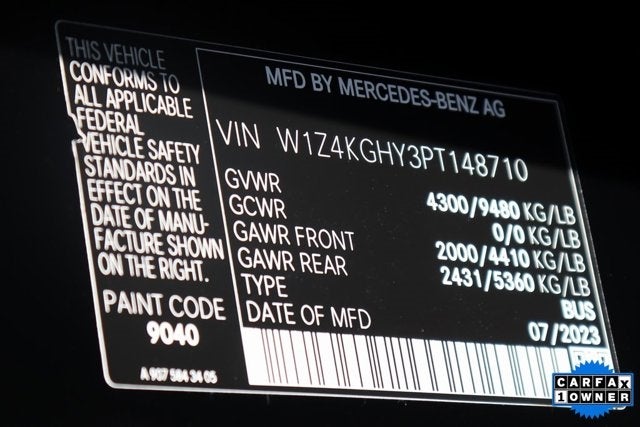 THIS VEHICLE
CONFORMS TO
ALL APPLICABLE
FEDERAL
VEHICLE SAFETY
STANDARDS IN
EFFECT ON THE
DATE OF MANU-
FACTURE SHOWN
ON THE RIGHT.
PAINT CODE
9040
A 907 584 34 05
MFD BY MERCEDES-BENZ AG
VIN W1Z4KGHY3PT148710
GVWR 4300/9480 KG/LB
GCWR 0/0 KG/LB
GAWR FRONT 2000/4410 KG/LB
GAWR REAR 2431/5360 KG/LB
TYPE BUS
DATE OF MFD 07/2023
CARFAX
1 OWNER